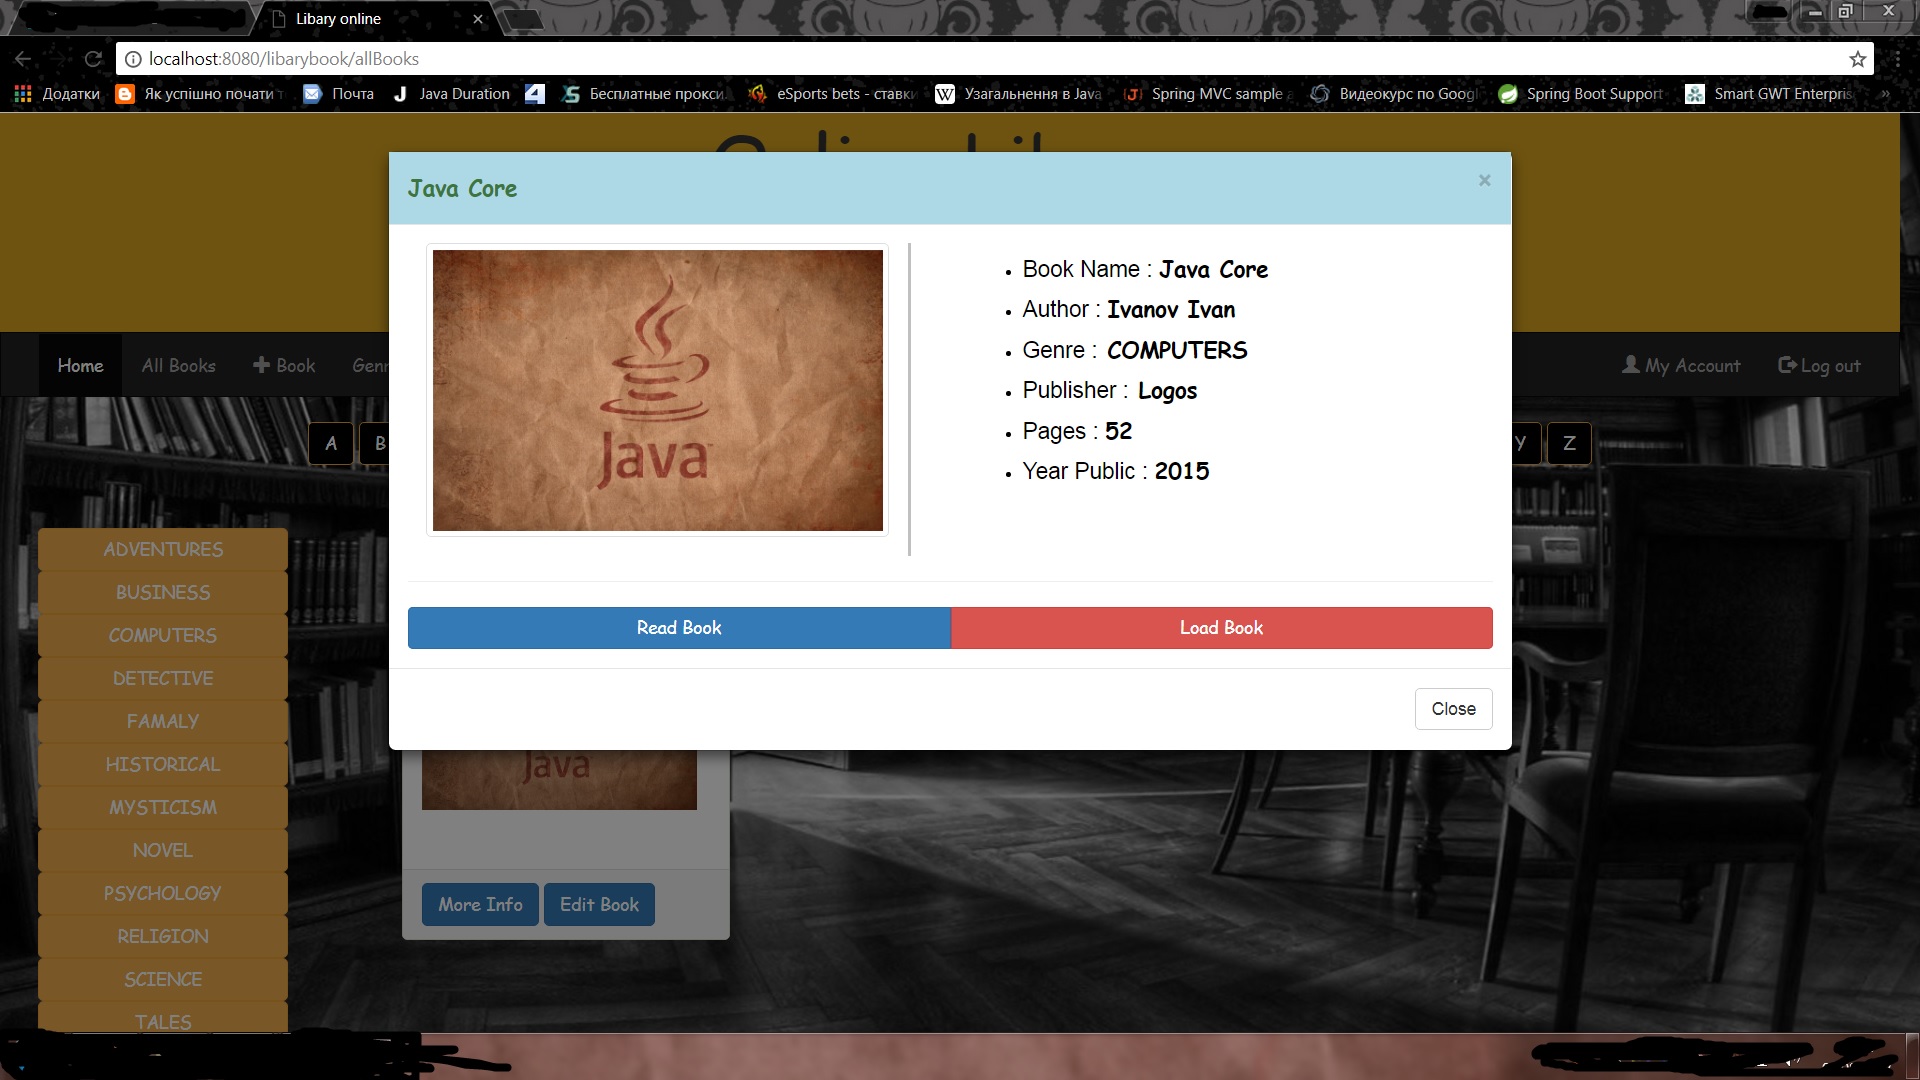 Libary online
localhost:8080/libarybook/allBooks
Додатки
Як успішно почати
Почта
Java Duration
Бесплатные прокси
eSports bets - ставки
Узагальнення в Java
Spring MVC sample
Видеокурс по Googl
Spring Boot Support
Smart GWT Enterpris
»
Java Core
×
Book Name : Java Core
Author : Ivanov Ivan
Genre : COMPUTERS
Publisher : Logos
Pages : 52
Year Public : 2015
Java
Read Book
Load Book
Close
Home
All Books
Book
My Account
Log out
A
B
Y
Z
ADVENTURES
BUSINESS
COMPUTERS
DETECTIVE
FAMALY
HISTORICAL
MYSTICISM
NOVEL
PSYCHOLOGY
RELIGION
SCIENCE
TALES
Java
More Info
Edit Book